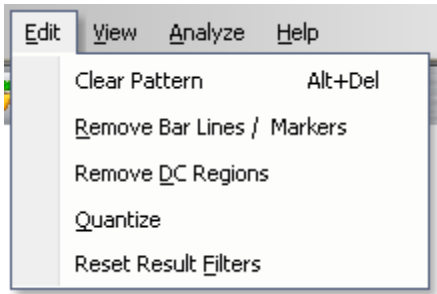 Edit View Analyze Help
Clear Pattern Alt+Del
Remove Bar Lines / Markers
Remove DC Regions
Quantize
Reset Result Filters